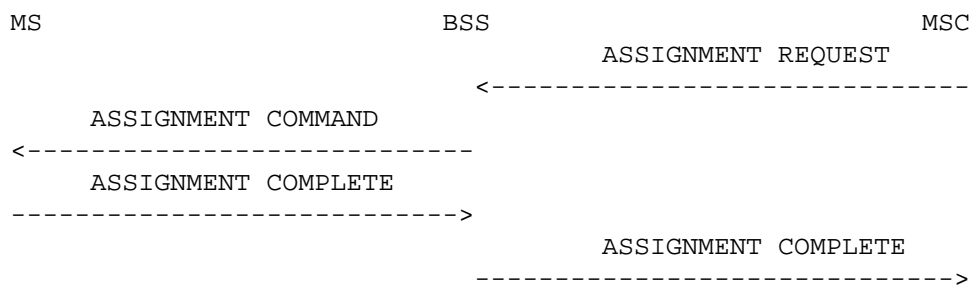 MS BSS MSC
ASSIGNMENT REQUEST
<------------------------------
ASSIGNMENT COMMAND
<----------------------------
ASSIGNMENT COMPLETE
---------------------------->
ASSIGNMENT COMPLETE
------------------------------>